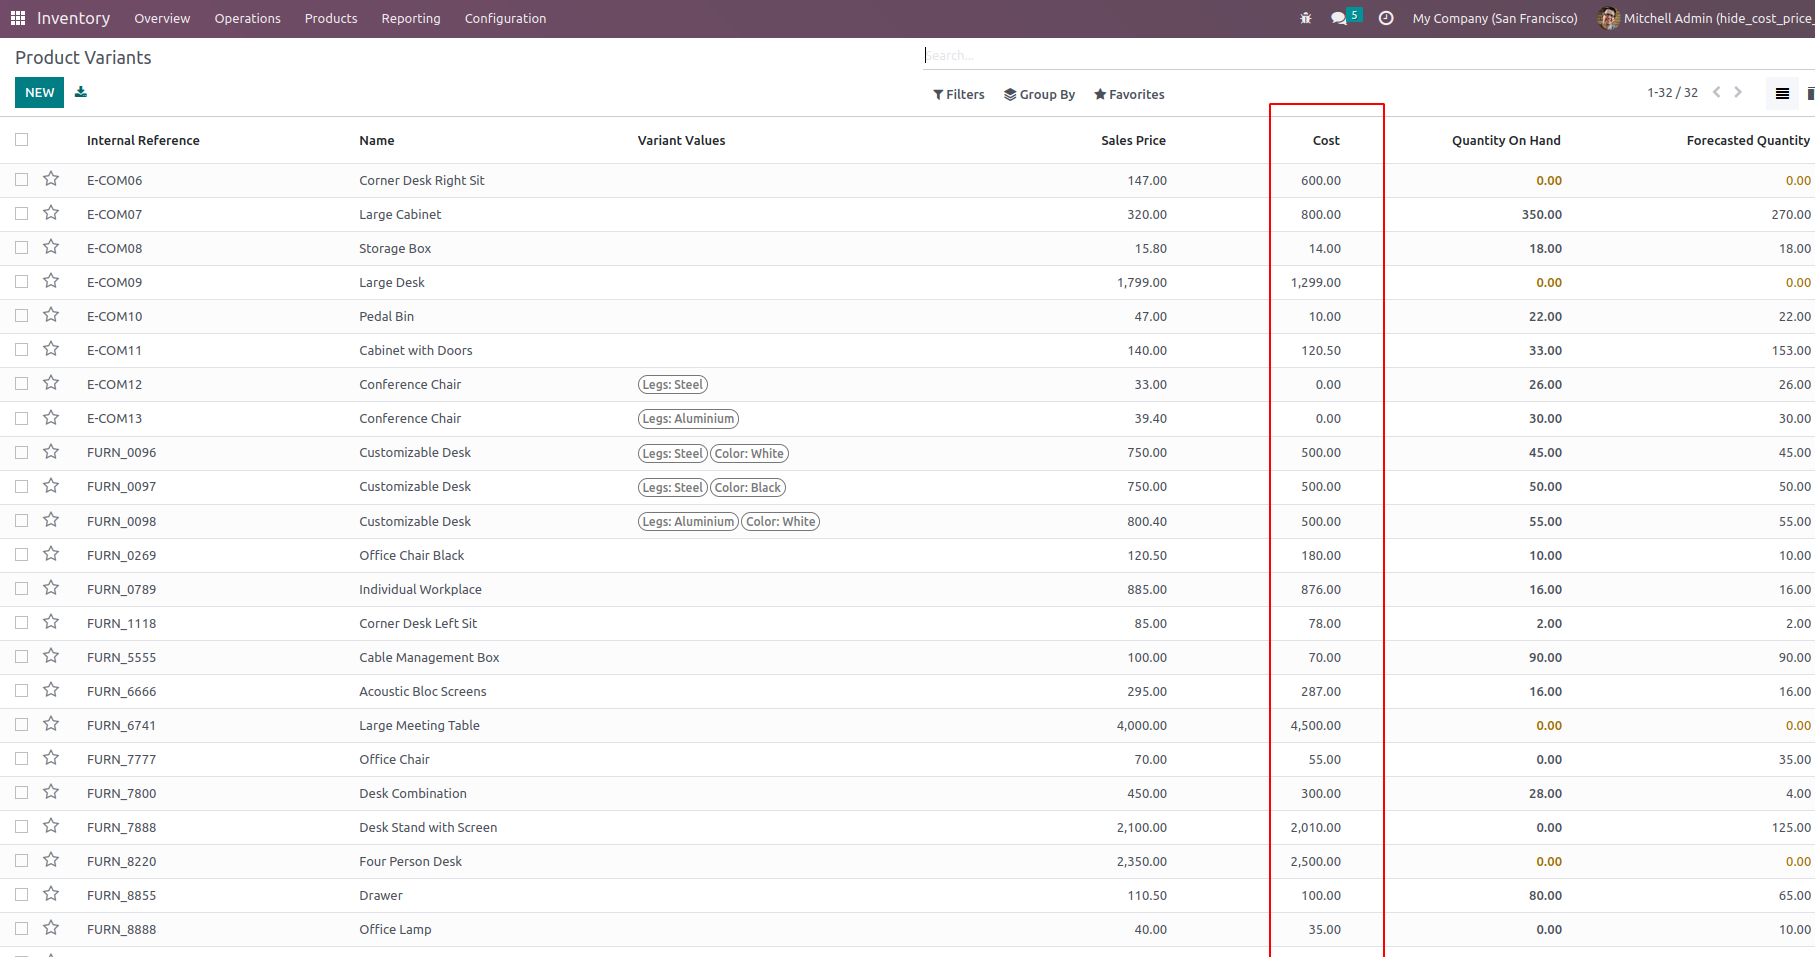 Inventory Overview Operations Products Reporting Configuration 5 My Company (San Francisco) Mitchell Admin (hide_cost_price_
Product Variants Search...
NEW Filters Group By Favorites 1-32 / 32
Internal Reference Name Variant Values Sales Price Cost Quantity On Hand Forecasted Quantity
E-COM06 Corner Desk Right Sit 147.00 600.00 0.00 0.00
E-COM07 Large Cabinet 320.00 800.00 350.00 270.00
E-COM08 Storage Box 15.80 14.00 18.00 18.00
E-COM09 Large Desk 1,799.00 1,299.00 0.00 0.00
E-COM10 Pedal Bin 47.00 10.00 22.00 22.00
E-COM11 Cabinet with Doors 140.00 120.50 33.00 153.00
E-COM12 Conference Chair Legs: Steel 33.00 0.00 26.00 26.00
E-COM13 Conference Chair Legs: Aluminium 39.40 0.00 30.00 30.00
FURN_0096 Customizable Desk Legs: Steel Color: White 750.00 500.00 45.00 45.00
FURN_0097 Customizable Desk Legs: Steel Color: Black 750.00 500.00 50.00 50.00
FURN_0098 Customizable Desk Legs: Aluminium Color: White 800.40 500.00 55.00 55.00
FURN_0269 Office Chair Black 120.50 180.00 10.00 10.00
FURN_0789 Individual Workplace 885.00 876.00 16.00 16.00
FURN_1118 Corner Desk Left Sit 85.00 78.00 2.00 2.00
FURN_5555 Cable Management Box 100.00 70.00 90.00 90.00
FURN_6666 Acoustic Bloc Screens 295.00 287.00 16.00 16.00
FURN_6741 Large Meeting Table 4,000.00 4,500.00 0.00 0.00
FURN_7777 Office Chair 70.00 55.00 0.00 35.00
FURN_7800 Desk Combination 450.00 300.00 28.00 4.00
FURN_7888 Desk Stand with Screen 2,100.00 2,010.00 0.00 125.00
FURN_8220 Four Person Desk 2,350.00 2,500.00 0.00 0.00
FURN_8855 Drawer 110.50 100.00 80.00 65.00
FURN_8888 Office Lamp 40.00 35.00 0.00 10.00